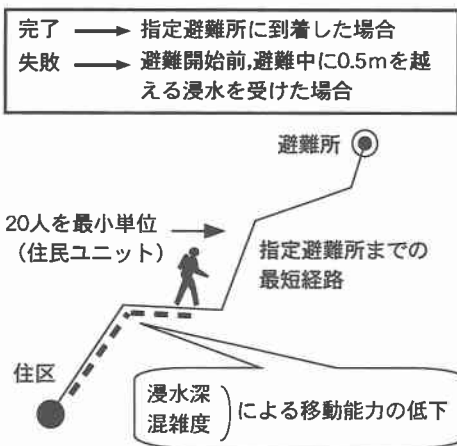 完了 → 指定避難所に到着した場合
失敗 → 避難開始前,避難中に0.5mを越
える浸水を受けた場合
避難所
20人を最小単位
(住民ユニット)
指定避難所までの
最短経路
住区
浸水深
混雑度
による移動能力の低下